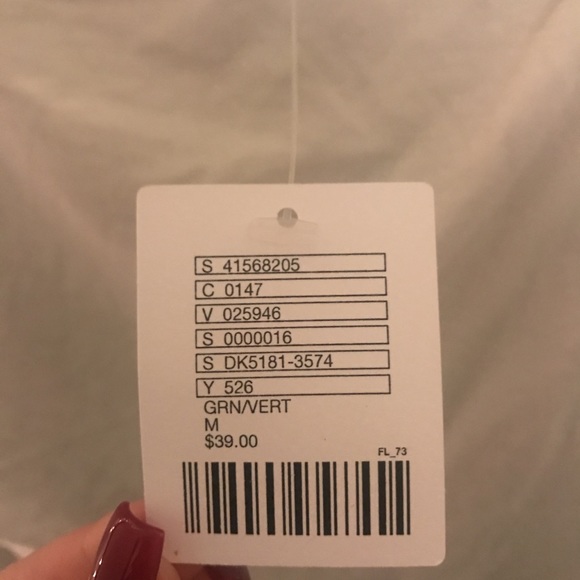 S 41568205
C 0147
V 025946
S 0000016
S DK5181-3574
Y 526
GRN/VERT
M
$39.00
FL_73